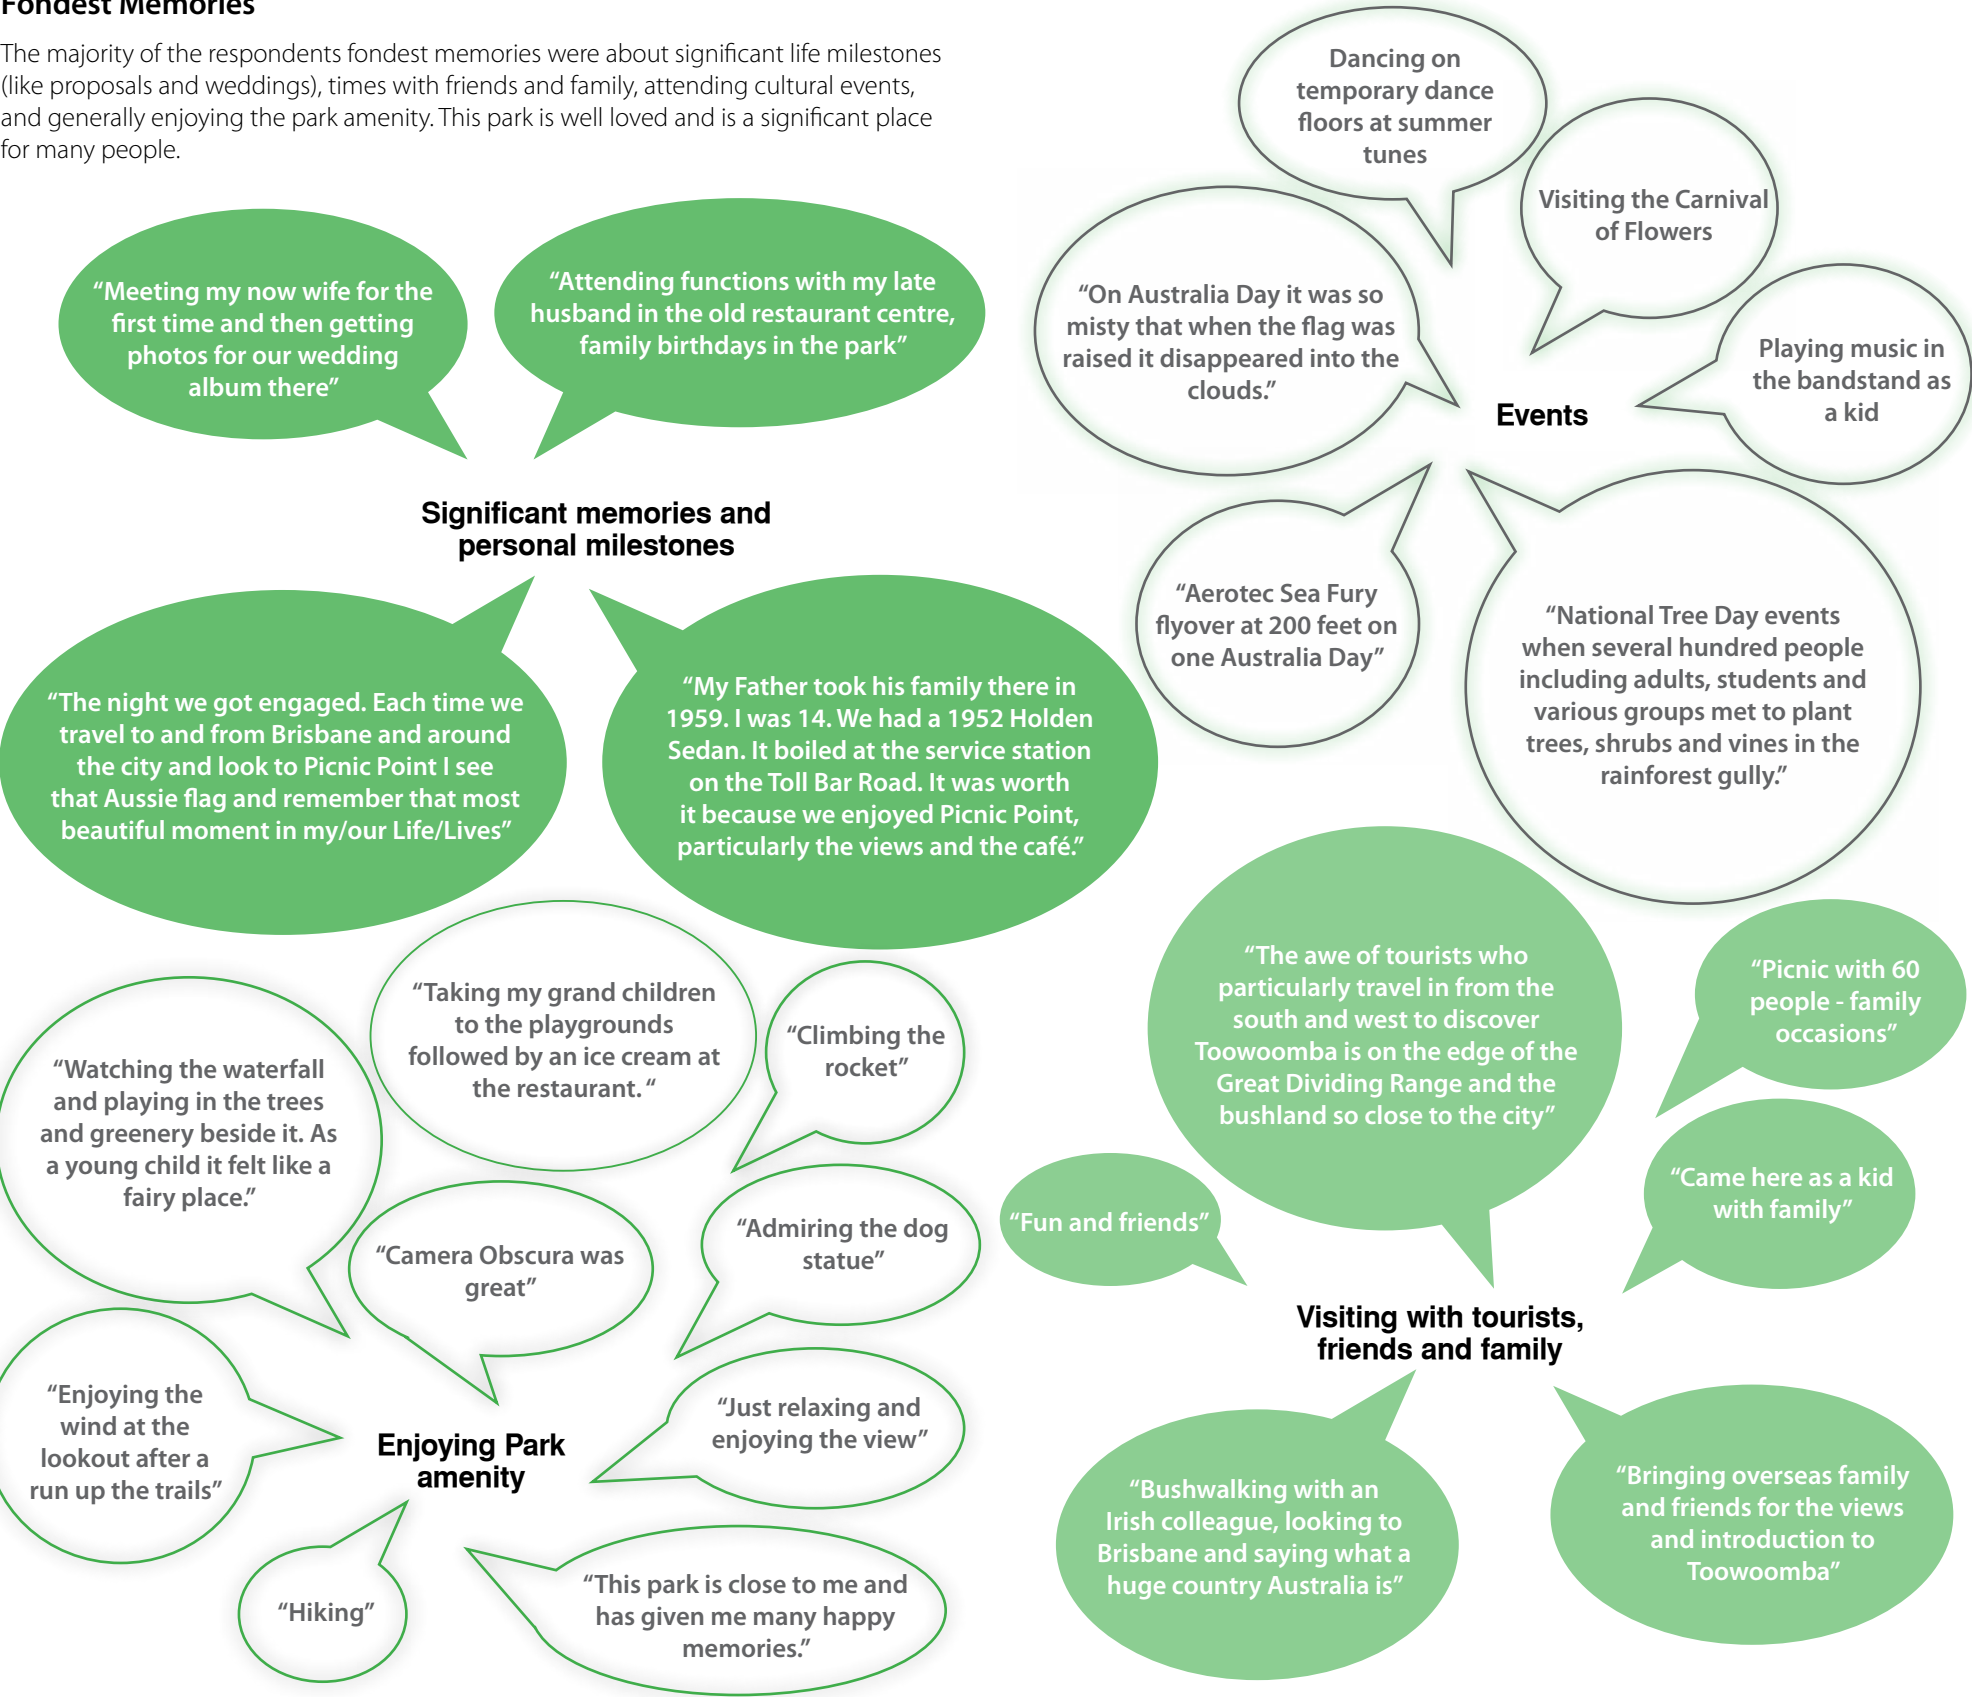 Fondest Memories
The majority of the respondents fondest memories were about significant life milestones
(like proposals and weddings), times with friends and family, attending cultural events,
and generally enjoying the park amenity. This park is well loved and is a significant place
for many people.
“Meeting my now wife for the
first time and then getting
photos for our wedding
album there”
“Attending functions with my late
husband in the old restaurant centre,
family birthdays in the park”
Significant memories and
personal milestones
“The night we got engaged. Each time we
travel to and from Brisbane and around
the city and look to Picnic Point I see
that Aussie flag and remember that most
beautiful moment in my/our Life/Lives”
“My Father took his family there in
1959. I was 14. We had a 1952 Holden
Sedan. It boiled at the service station
on the Toll Bar Road. It was worth
it because we enjoyed Picnic Point,
particularly the views and the café.”
Dancing on
temporary dance
floors at summer
tunes
Visiting the Carnival
of Flowers
“On Australia Day it was so
misty that when the flag was
raised it disappeared into the
clouds.”
Playing music in
the bandstand as
a kid
Events
“Aerotec Sea Fury
flyover at 200 feet on
one Australia Day”
“National Tree Day events
when several hundred people
including adults, students and
various groups met to plant
trees, shrubs and vines in the
rainforest gully.”
“Taking my grand children
to the playgrounds
followed by an ice cream at
the restaurant. “
“Climbing the
rocket”
“Watching the waterfall
and playing in the trees
and greenery beside it. As
a young child it felt like a
fairy place.”
“Camera Obscura was
great”
“Admiring the dog
statue”
“Enjoying the
wind at the
lookout after a
run up the trails”
Enjoying Park
amenity
“Just relaxing and
enjoying the view”
“Hiking”
“This park is close to me and
has given me many happy
memories.”
“The awe of tourists who
particularly travel in from the
south and west to discover
Toowoomba is on the edge of the
Great Dividing Range and the
bushland so close to the city”
“Picnic with 60
people - family
occasions”
“Came here as a kid
with family”
“Fun and friends”
Visiting with tourists,
friends and family
“Bushwalking with an
Irish colleague, looking to
Brisbane and saying what a
huge country Australia is”
“Bringing overseas family
and friends for the views
and introduction to
Toowoomba”